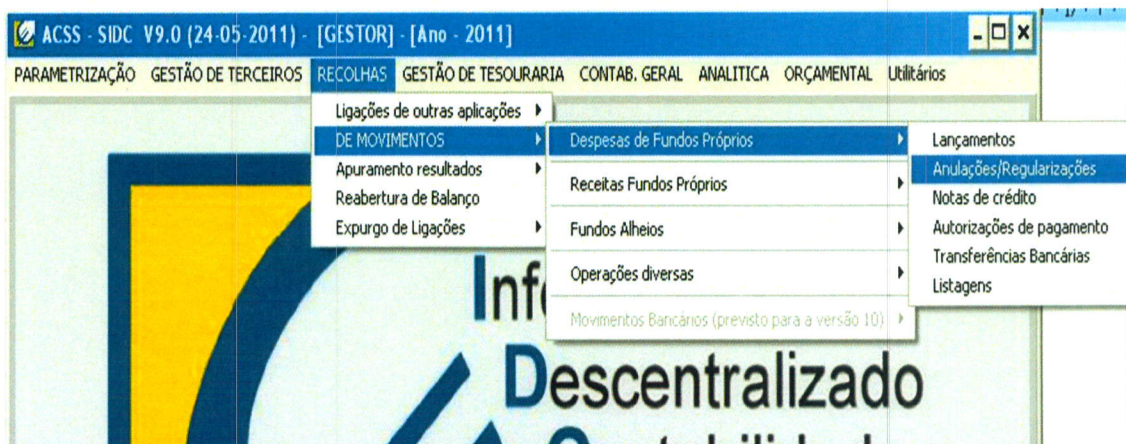 ACSS - SIDC V9.0 (24-05-2011) - [GESTOR] - [Ano - 2011]
PARAMETRIZAÇÃO GESTÃO DE TERCEIROS RECOLHAS GESTÃO DE TESOURARIA CONTAB. GERAL ANALITICA ORÇAMENTAL Utilitários
Ligações de outras aplicações
DE MOVIMENTOS
Apuramento resultados
Reabertura de Balanço
Expurgo de Ligações
Despesas de Fundos Próprios
Receitas Fundos Próprios
Fundos Alheios
Operações diversas
Movimentos Bancários (previsto para a versão 10)
Lançamentos
Anulações/Regularizações
Notas de crédito
Autorizações de pagamento
Transferências Bancárias
Listagens
Inf
Descentralizado